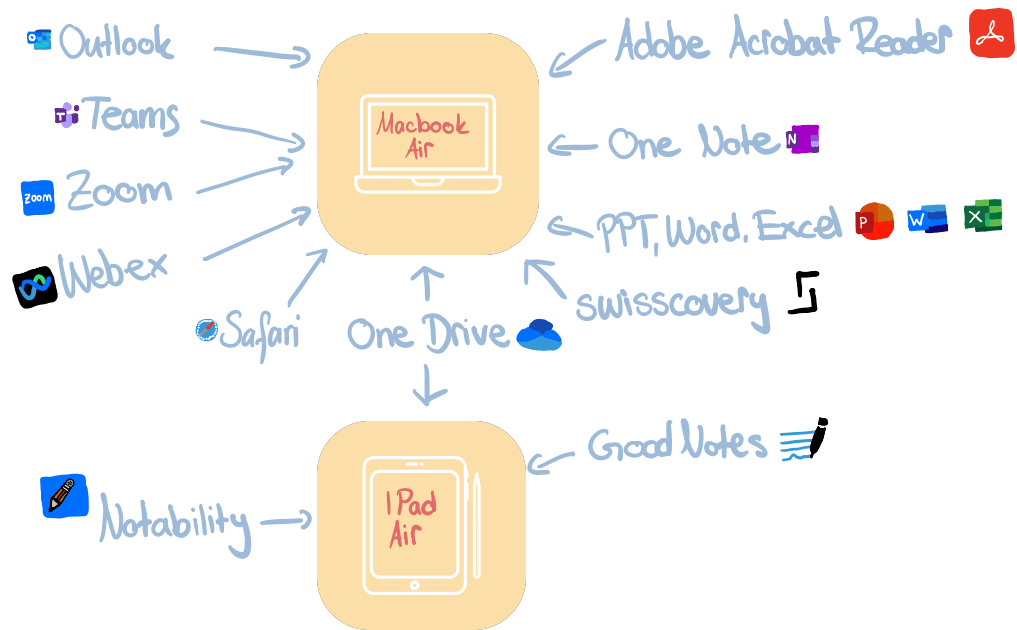 Outlook
Teams
zoom
Zoom
Webex
Safari
Macbook
Air
Adobe Acrobat Reader
One Note
N
PPT, Word, Excel
P
W
X
swisscovery
One Drive
Good Notes
Notability
IPad
Air